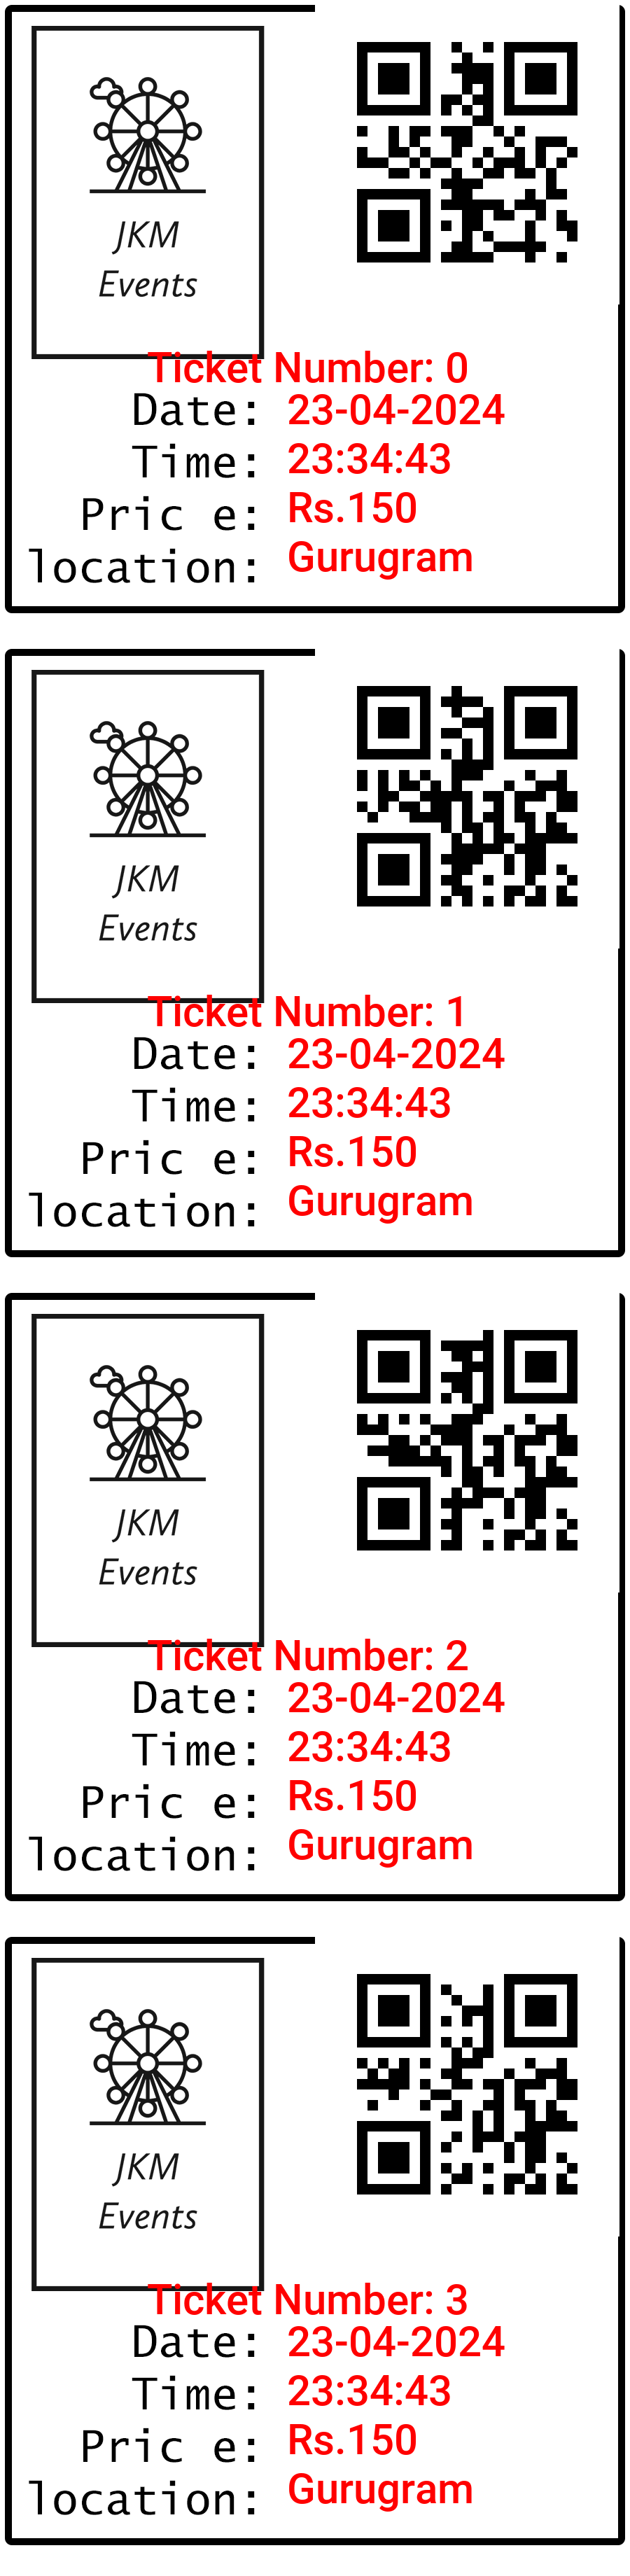 JKM
Events
Ticket Number: 0
Date: 23-04-2024
Time: 23:34:43
Pric e: Rs.150
location: Gurugram
JKM
Events
Ticket Number: 1
Date: 23-04-2024
Time: 23:34:43
Pric e: Rs.150
location: Gurugram
JKM
Events
Ticket Number: 2
Date: 23-04-2024
Time: 23:34:43
Pric e: Rs.150
location: Gurugram
JKM
Events
Ticket Number: 3
Date: 23-04-2024
Time: 23:34:43
Pric e: Rs.150
location: Gurugram